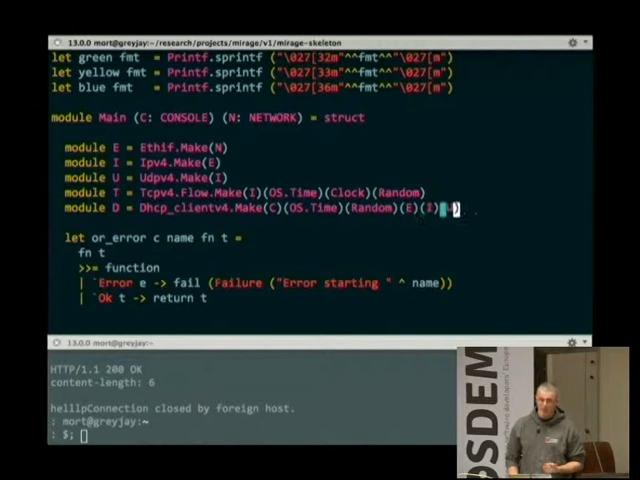 13.0.0 mort@greyjay:~/research/projects/mirage/v1/mirage-skeleton
let green fmt = Printf.sprintf ("\027[32m"^^fmt^^"\027[m")
let yellow fmt = Printf.sprintf ("\027[33m"^^fmt^^"\027[m")
let blue fmt = Printf.sprintf ("\027[36m"^^fmt^^"\027[m")
module Main (C: CONSOLE) (N: NETWORK) = struct
module E = Ethif.Make(N)
module I = Ipv4.Make(E)
module U = Udpv4.Make(I)
module T = Tcpv4.Flow.Make(I)(OS.Time)(Clock)(Random)
module D = Dhcp_clientv4.Make(C)(OS.Time)(Random)(E)(I)(U)
let or_error c name fn t =
fn t
>>= function
| `Error e -> fail (Failure ("Error starting " ^ name))
| `Ok t -> return t
13.0.0 mort@greyjay:~
HTTP/1.1 200 OK
content-length: 6
helllpConnection closed by foreign host.
: mort@greyjay:~
: $;
OSDEM